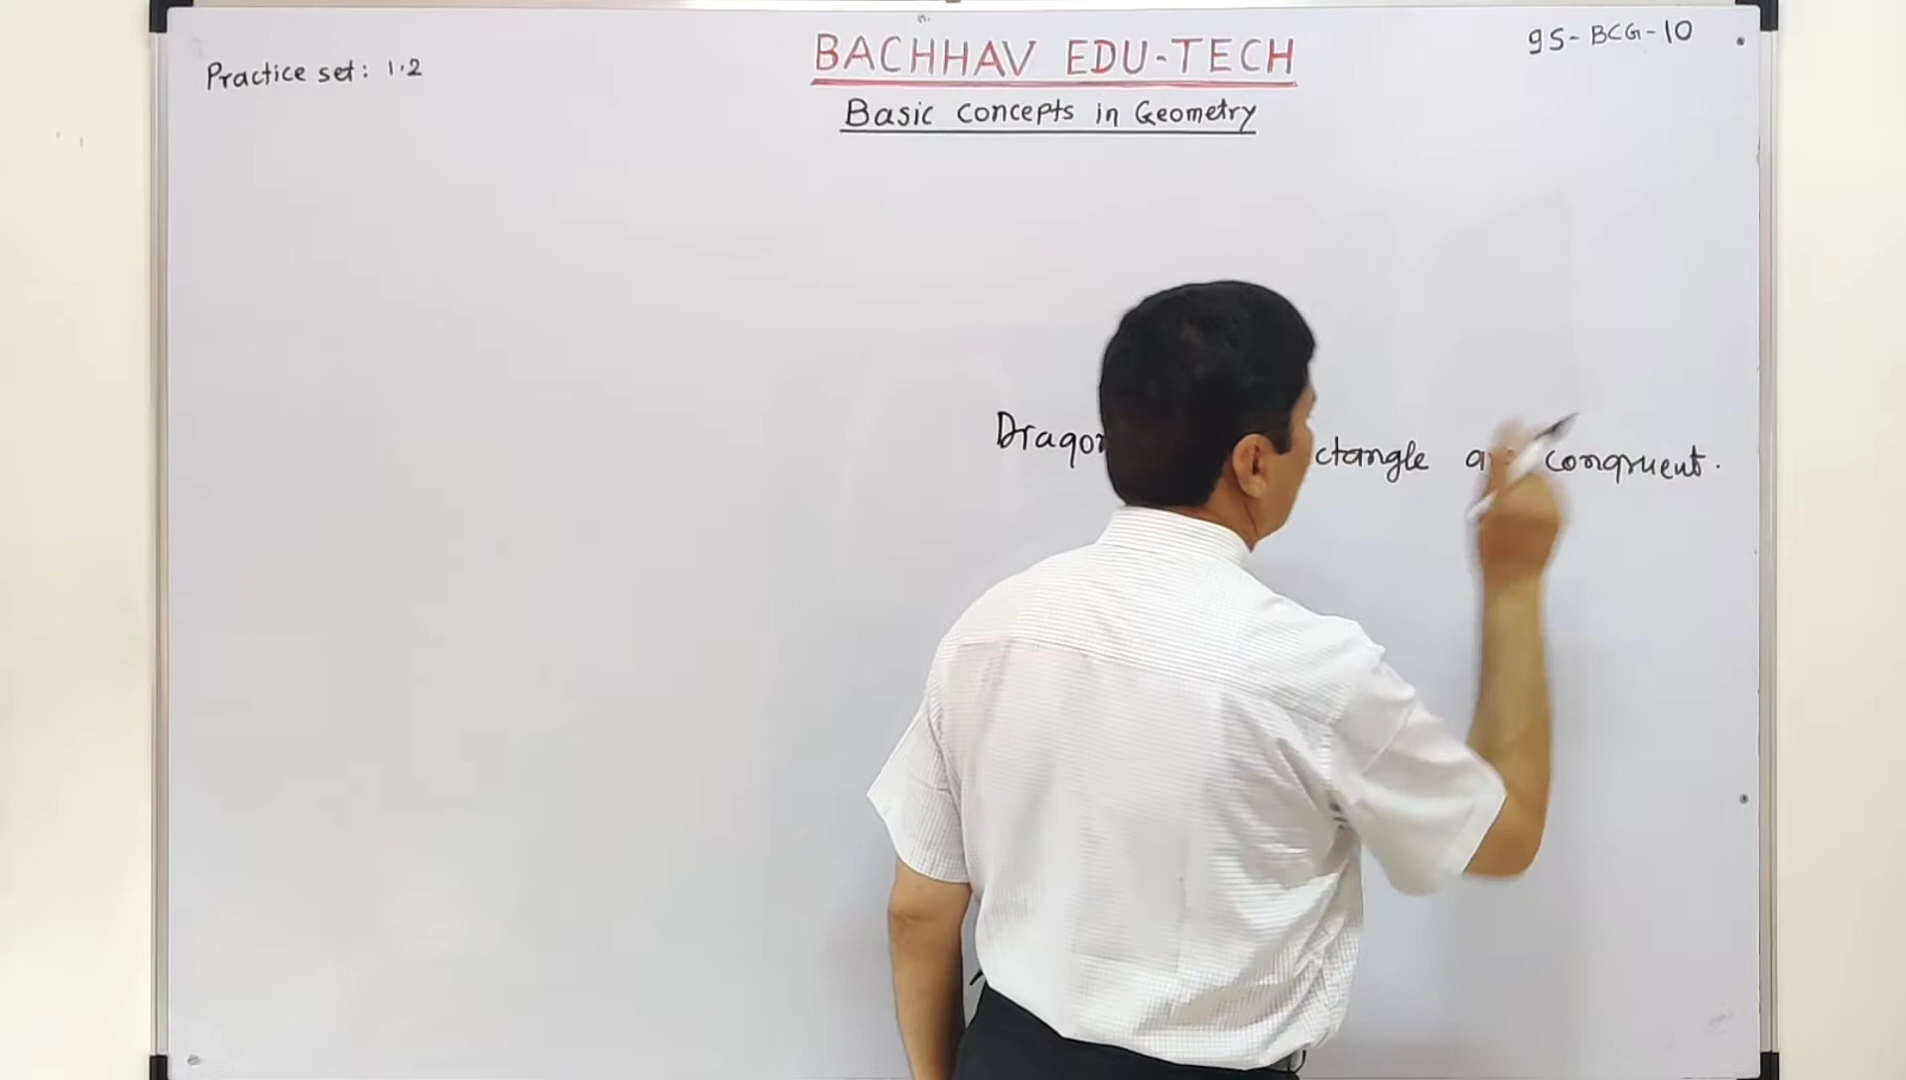 Practice set: 1.2
BACHHAV EDU-TECH
9S-BCG-10
Basic concepts in Geometry
ctangle congruent.